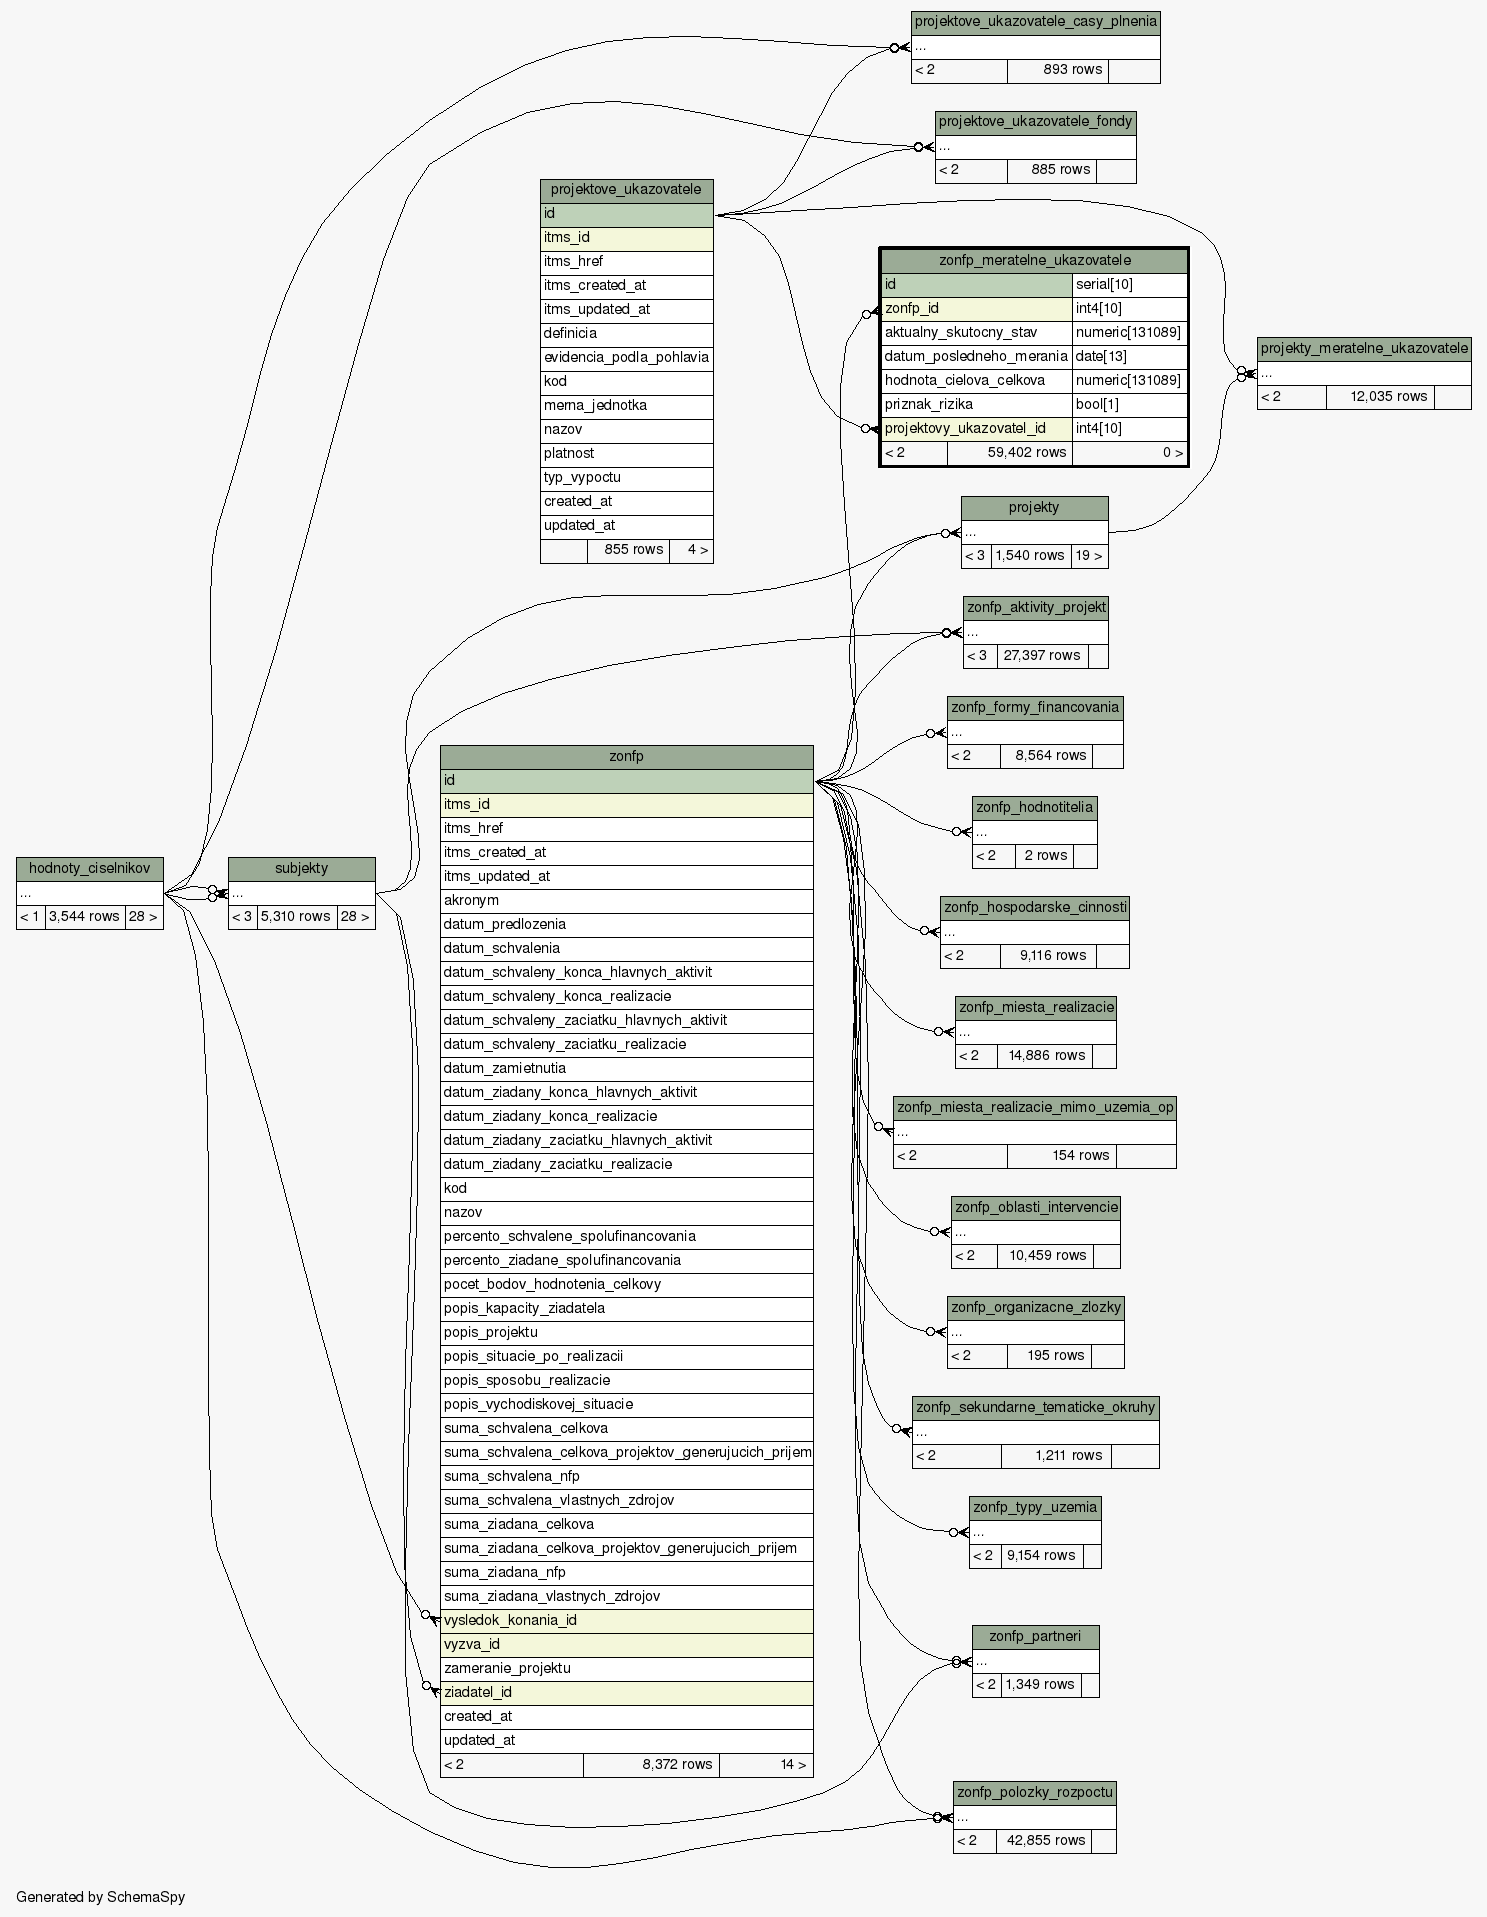 projektove_ukazovatele_casy_plnenia
...
< 2 893 rows
projektove_ukazovatele_fondy
...
< 2 885 rows
projektove_ukazovatele
id
itms_id
itms_href
itms_created_at
itms_updated_at
definicia
evidencia_podla_pohlavia
kod
merna_jednotka
nazov
platnost
typ_vypoctu
created_at
updated_at
855 rows 4 >
zonfp_meratelne_ukazovatele
id serial[10]
zonfp_id int4[10]
aktualny_skutocny_stav numeric[131089]
datum_posledneho_merania date[13]
hodnota_cielova_celkova numeric[131089]
priznak_rizika bool[1]
projektovy_ukazovatel_id int4[10]
< 2 59,402 rows 0 >
projekty_meratelne_ukazovatele
...
< 2 12,035 rows
projekty
...
< 3 1,540 rows 19 >
zonfp_aktivity_projekt
...
< 3 27,397 rows
zonfp_formy_financovania
...
< 2 8,564 rows
zonfp_hodnotitelia
...
< 2 2 rows
hodnoty_ciselnikov
...
< 1 3,544 rows 28 >
subjekty
...
< 3 5,310 rows 28 >
zonfp
id
itms_id
itms_href
itms_created_at
itms_updated_at
akronym
datum_predlozenia
datum_schvalenia
datum_schvaleny_konca_hlavnych_aktivit
datum_schvaleny_konca_realizacie
datum_schvaleny_zaciatku_hlavnych_aktivit
datum_schvaleny_zaciatku_realizacie
datum_zamietnutia
datum_ziadany_konca_hlavnych_aktivit
datum_ziadany_konca_realizacie
datum_ziadany_zaciatku_hlavnych_aktivit
datum_ziadany_zaciatku_realizacie
kod
nazov
percento_schvalene_spolufinancovania
percento_ziadane_spolufinancovania
pocet_bodov_hodnotenia_celkovy
popis_kapacity_ziadatela
popis_projektu
popis_situacie_po_realizacii
popis_sposobu_realizacie
popis_vychodiskovej_situacie
suma_schvalena_celkova
suma_schvalena_celkova_projektov_generujucich_prijem
suma_schvalena_nfp
suma_schvalena_vlastnych_zdrojov
suma_ziadana_celkova
suma_ziadana_celkova_projektov_generujucich_prijem
suma_ziadana_nfp
suma_ziadana_vlastnych_zdrojov
vysledok_konania_id
vyzva_id
zameranie_projektu
ziadatel_id
created_at
updated_at
< 2 8,372 rows 14 >
zonfp_hospodarske_cinnosti
...
< 2 9,116 rows
zonfp_miesta_realizacie
...
< 2 14,886 rows
zonfp_miesta_realizacie_mimo_uzemia_op
...
< 2 154 rows
zonfp_oblasti_intervencie
...
< 2 10,459 rows
zonfp_organizacne_zlozky
...
< 2 195 rows
zonfp_sekundarne_tematicke_okruhy
...
< 2 1,211 rows
zonfp_typy_uzemia
...
< 2 9,154 rows
zonfp_partneri
...
< 2 1,349 rows
zonfp_polozky_rozpoctu
...
< 2 42,855 rows
Generated by SchemaSpy